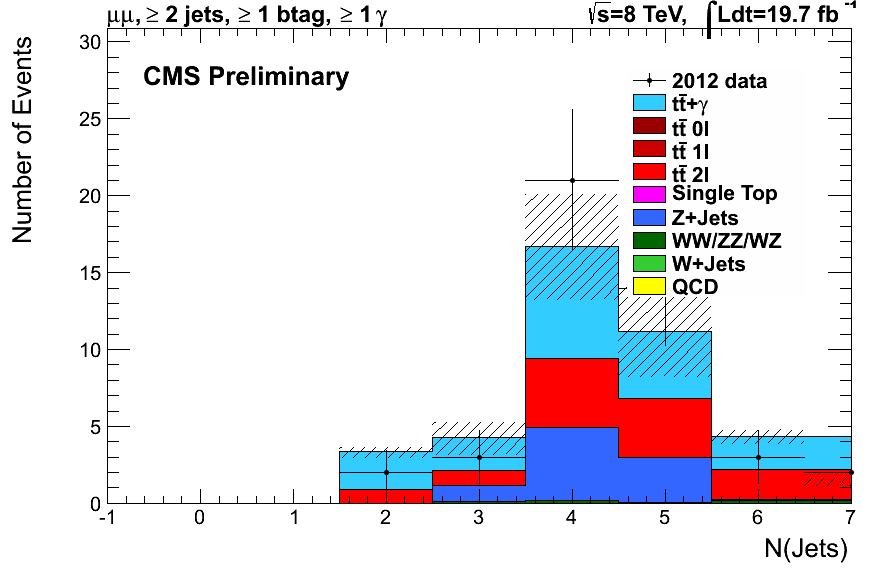 μμ, ≥ 2 jets, ≥ 1 btag, ≥ 1 γ
√s=8 TeV, ∫Ldt=19.7 fb⁻¹
CMS Preliminary
2012 data
tt̄+γ
tt̄ 0l
tt̄ 1l
tt̄ 2l
Single Top
Z+Jets
WW/ZZ/WZ
W+Jets
QCD
Number of Events
30
25
20
15
10
5
0
-1 0 1 2 3 4 5 6 7
N(Jets)